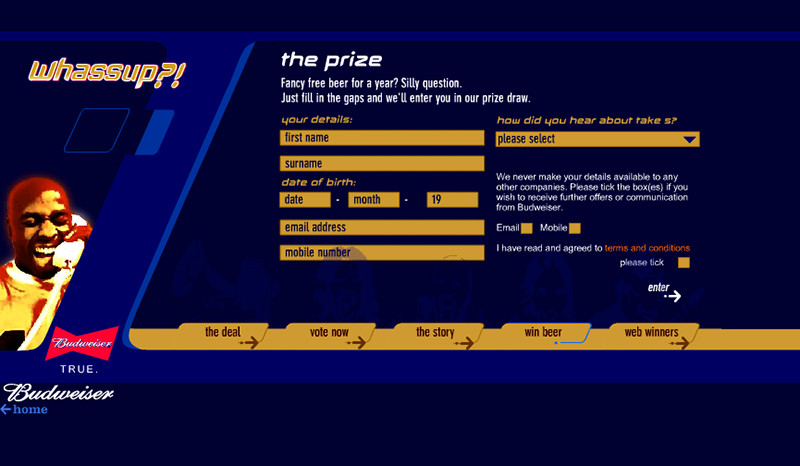 whassup?!
the prize
Fancy free beer for a year? Silly question.
Just fill in the gaps and we'll enter you in our prize draw.
your details:
first name
surname
date of birth:
date - month - 19
email address
mobile number
how did you hear about take 5?
please select
We never make your details available to any
other companies. Please tick the box(es) if you
wish to receive further offers or communication
from Budweiser.
Email Mobile
I have read and agreed to terms and conditions
please tick
enter
the deal
vote now
the story
win beer
web winners
Budweiser
TRUE.
Budweiser
home